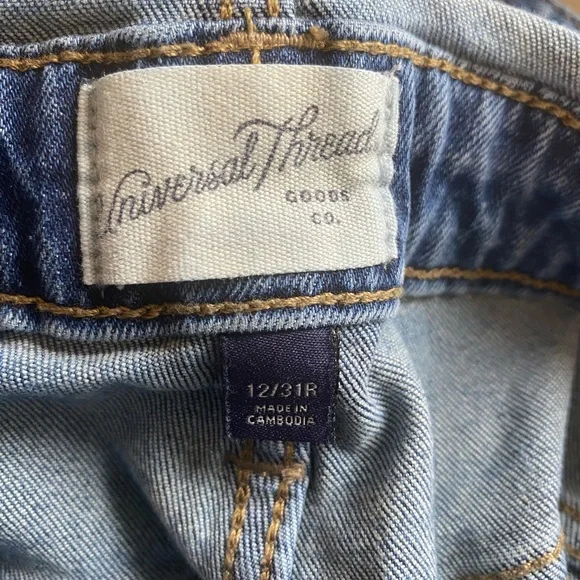 Universal Thread
GOODS
CO.
12/31R
MADE IN
CAMBODIA